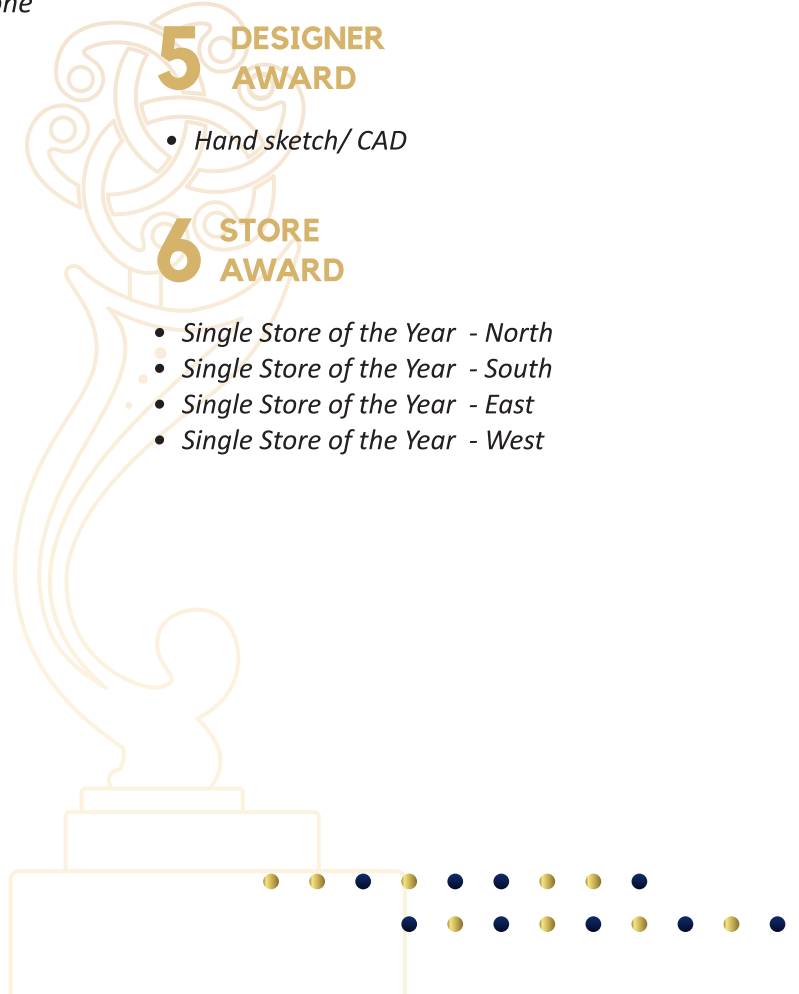 5 DESIGNER
AWARD
• Hand sketch/ CAD
6 STORE
AWARD
• Single Store of the Year - North
• Single Store of the Year - South
• Single Store of the Year - East
• Single Store of the Year - West